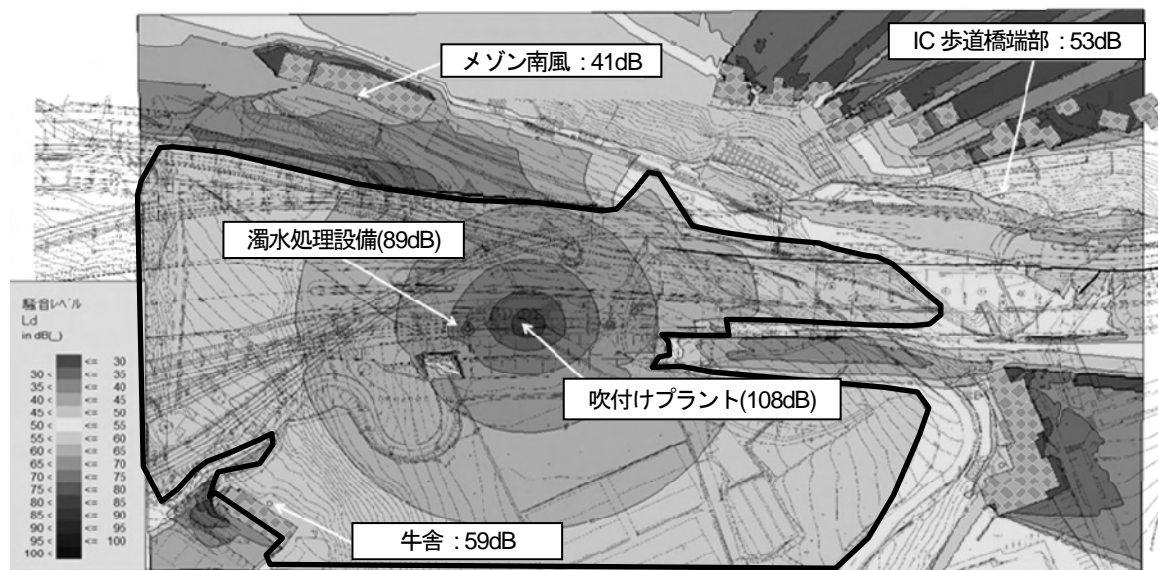 メゾン南風：41dB
IC 歩道橋端部：53dB
濁水処理設備(89dB)
吹付けプラント(108dB)
牛舎：59dB
騒音レベル
Ld
in dB(_)
<= 30
30 < <= 35
35 < <= 40
40 < <= 45
45 < <= 50
50 < <= 55
55 < <= 60
60 < <= 65
65 < <= 70
70 < <= 75
75 < <= 80
80 < <= 85
85 < <= 90
90 < <= 95
95 < <= 100
100 <